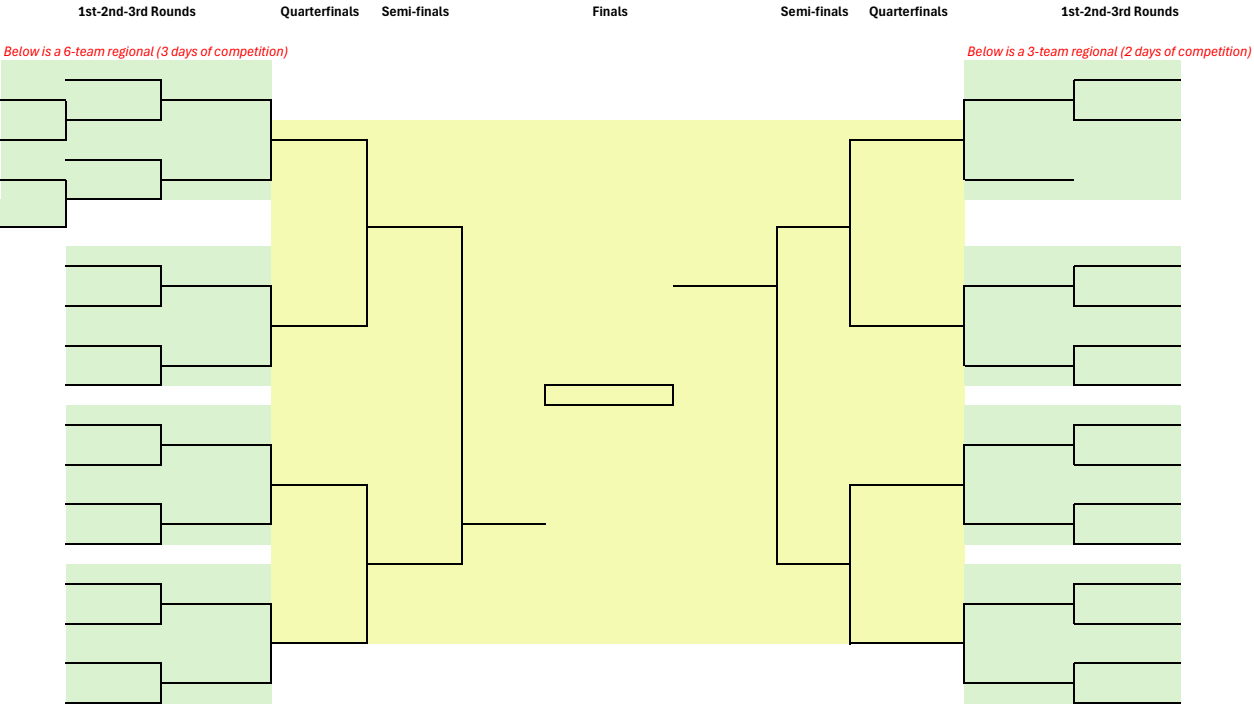 1st-2nd-3rd Rounds Quarterfinals Semi-finals Finals Semi-finals Quarterfinals 1st-2nd-3rd Rounds
Below is a 6-team regional (3 days of competition) Below is a 3-team regional (2 days of competition)